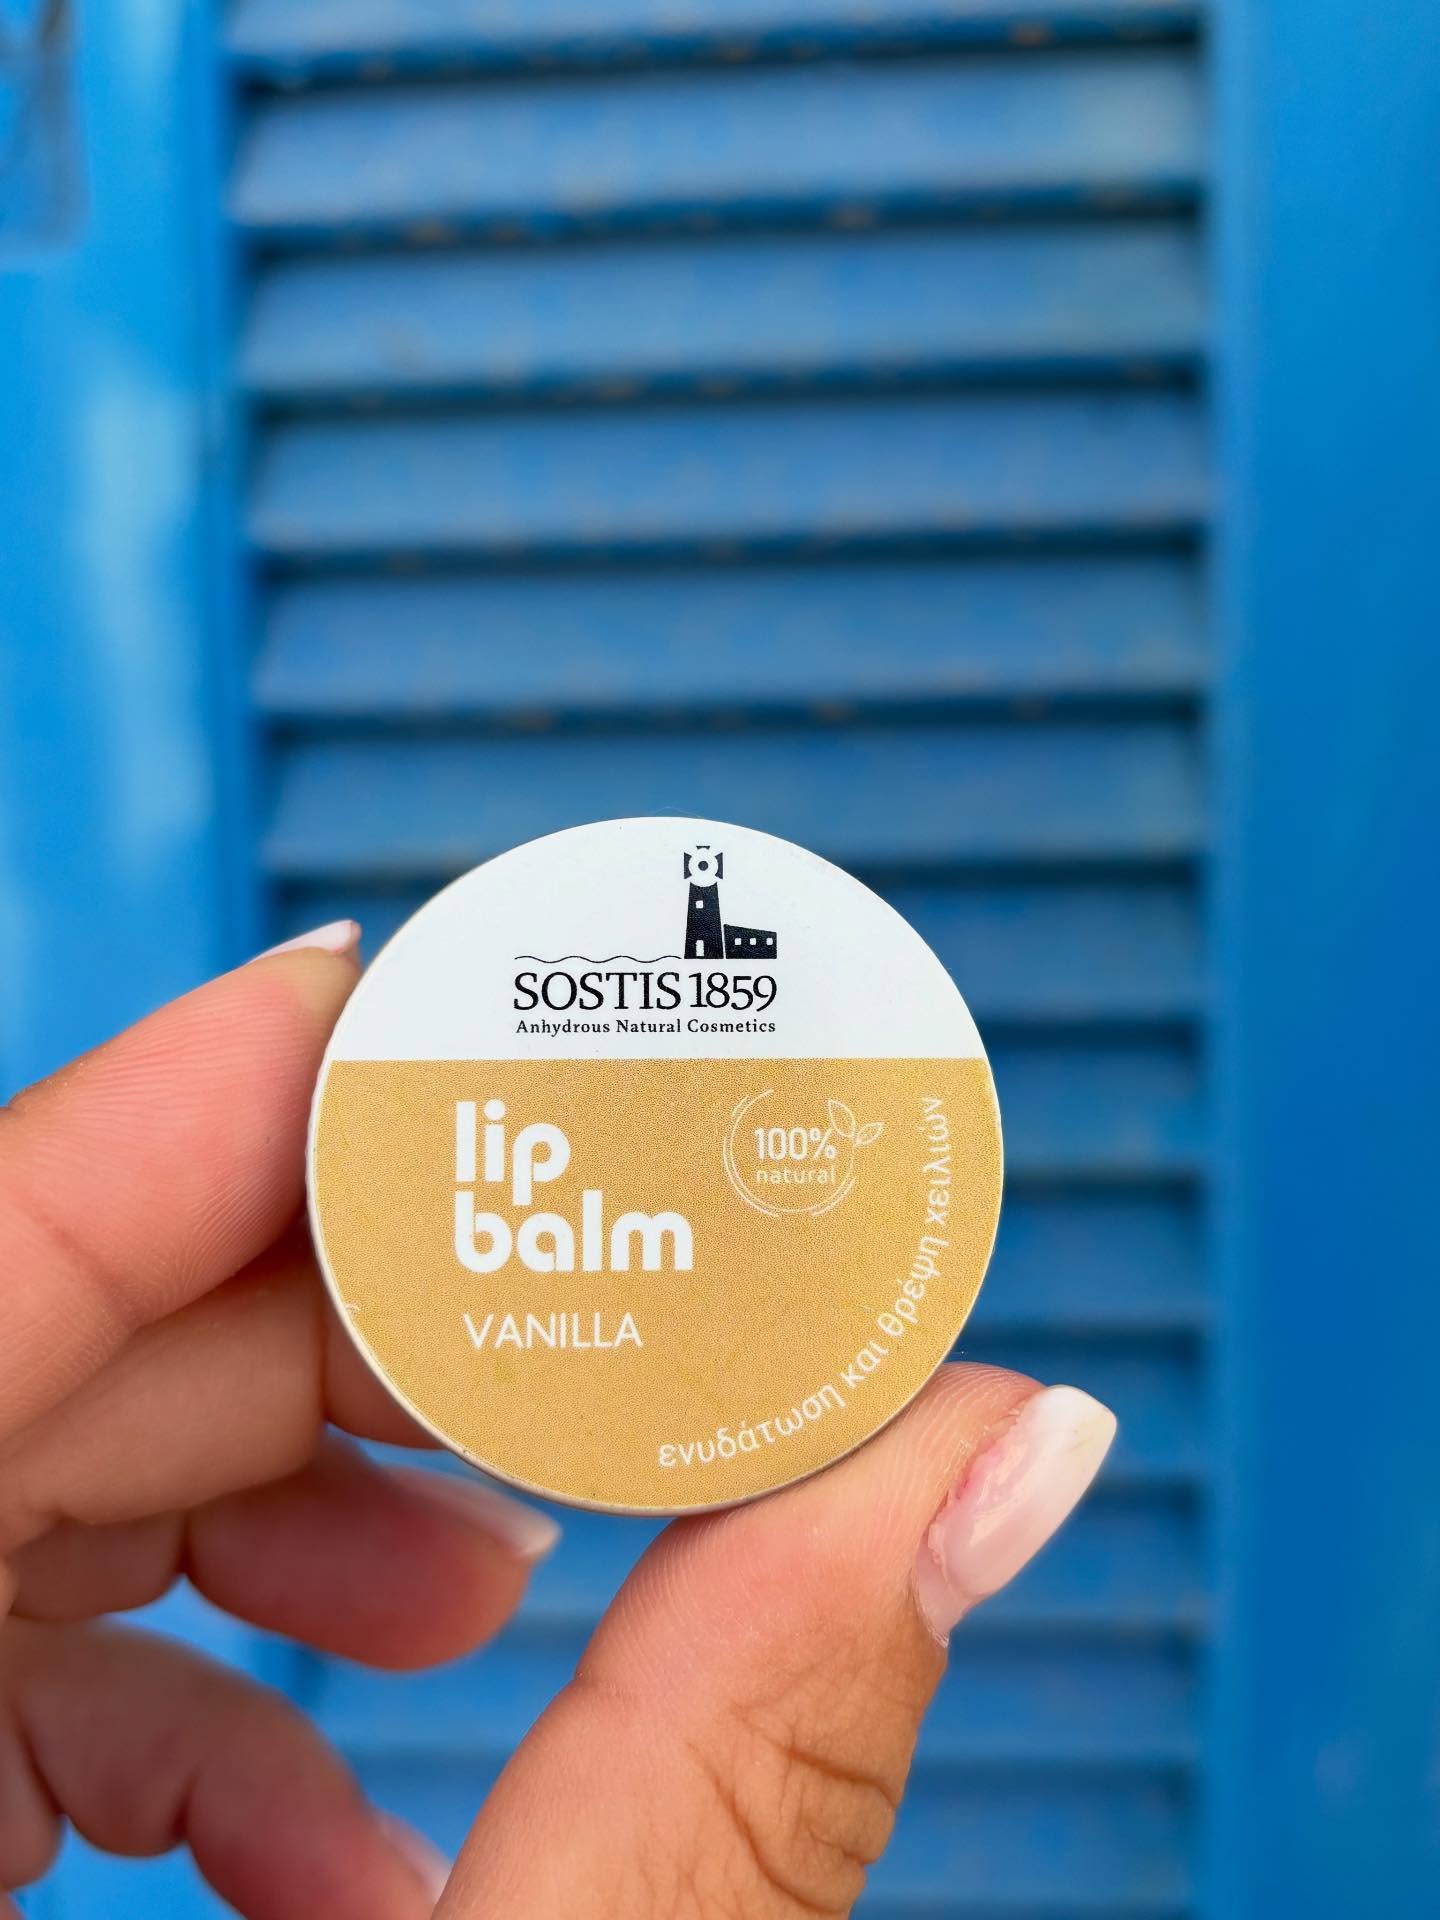 SOSTIS 1859
Anhydrous Natural Cosmetics
lip
balm
VANILLA
100%
natural
ενυδάτωση και θρέψη χειλιών